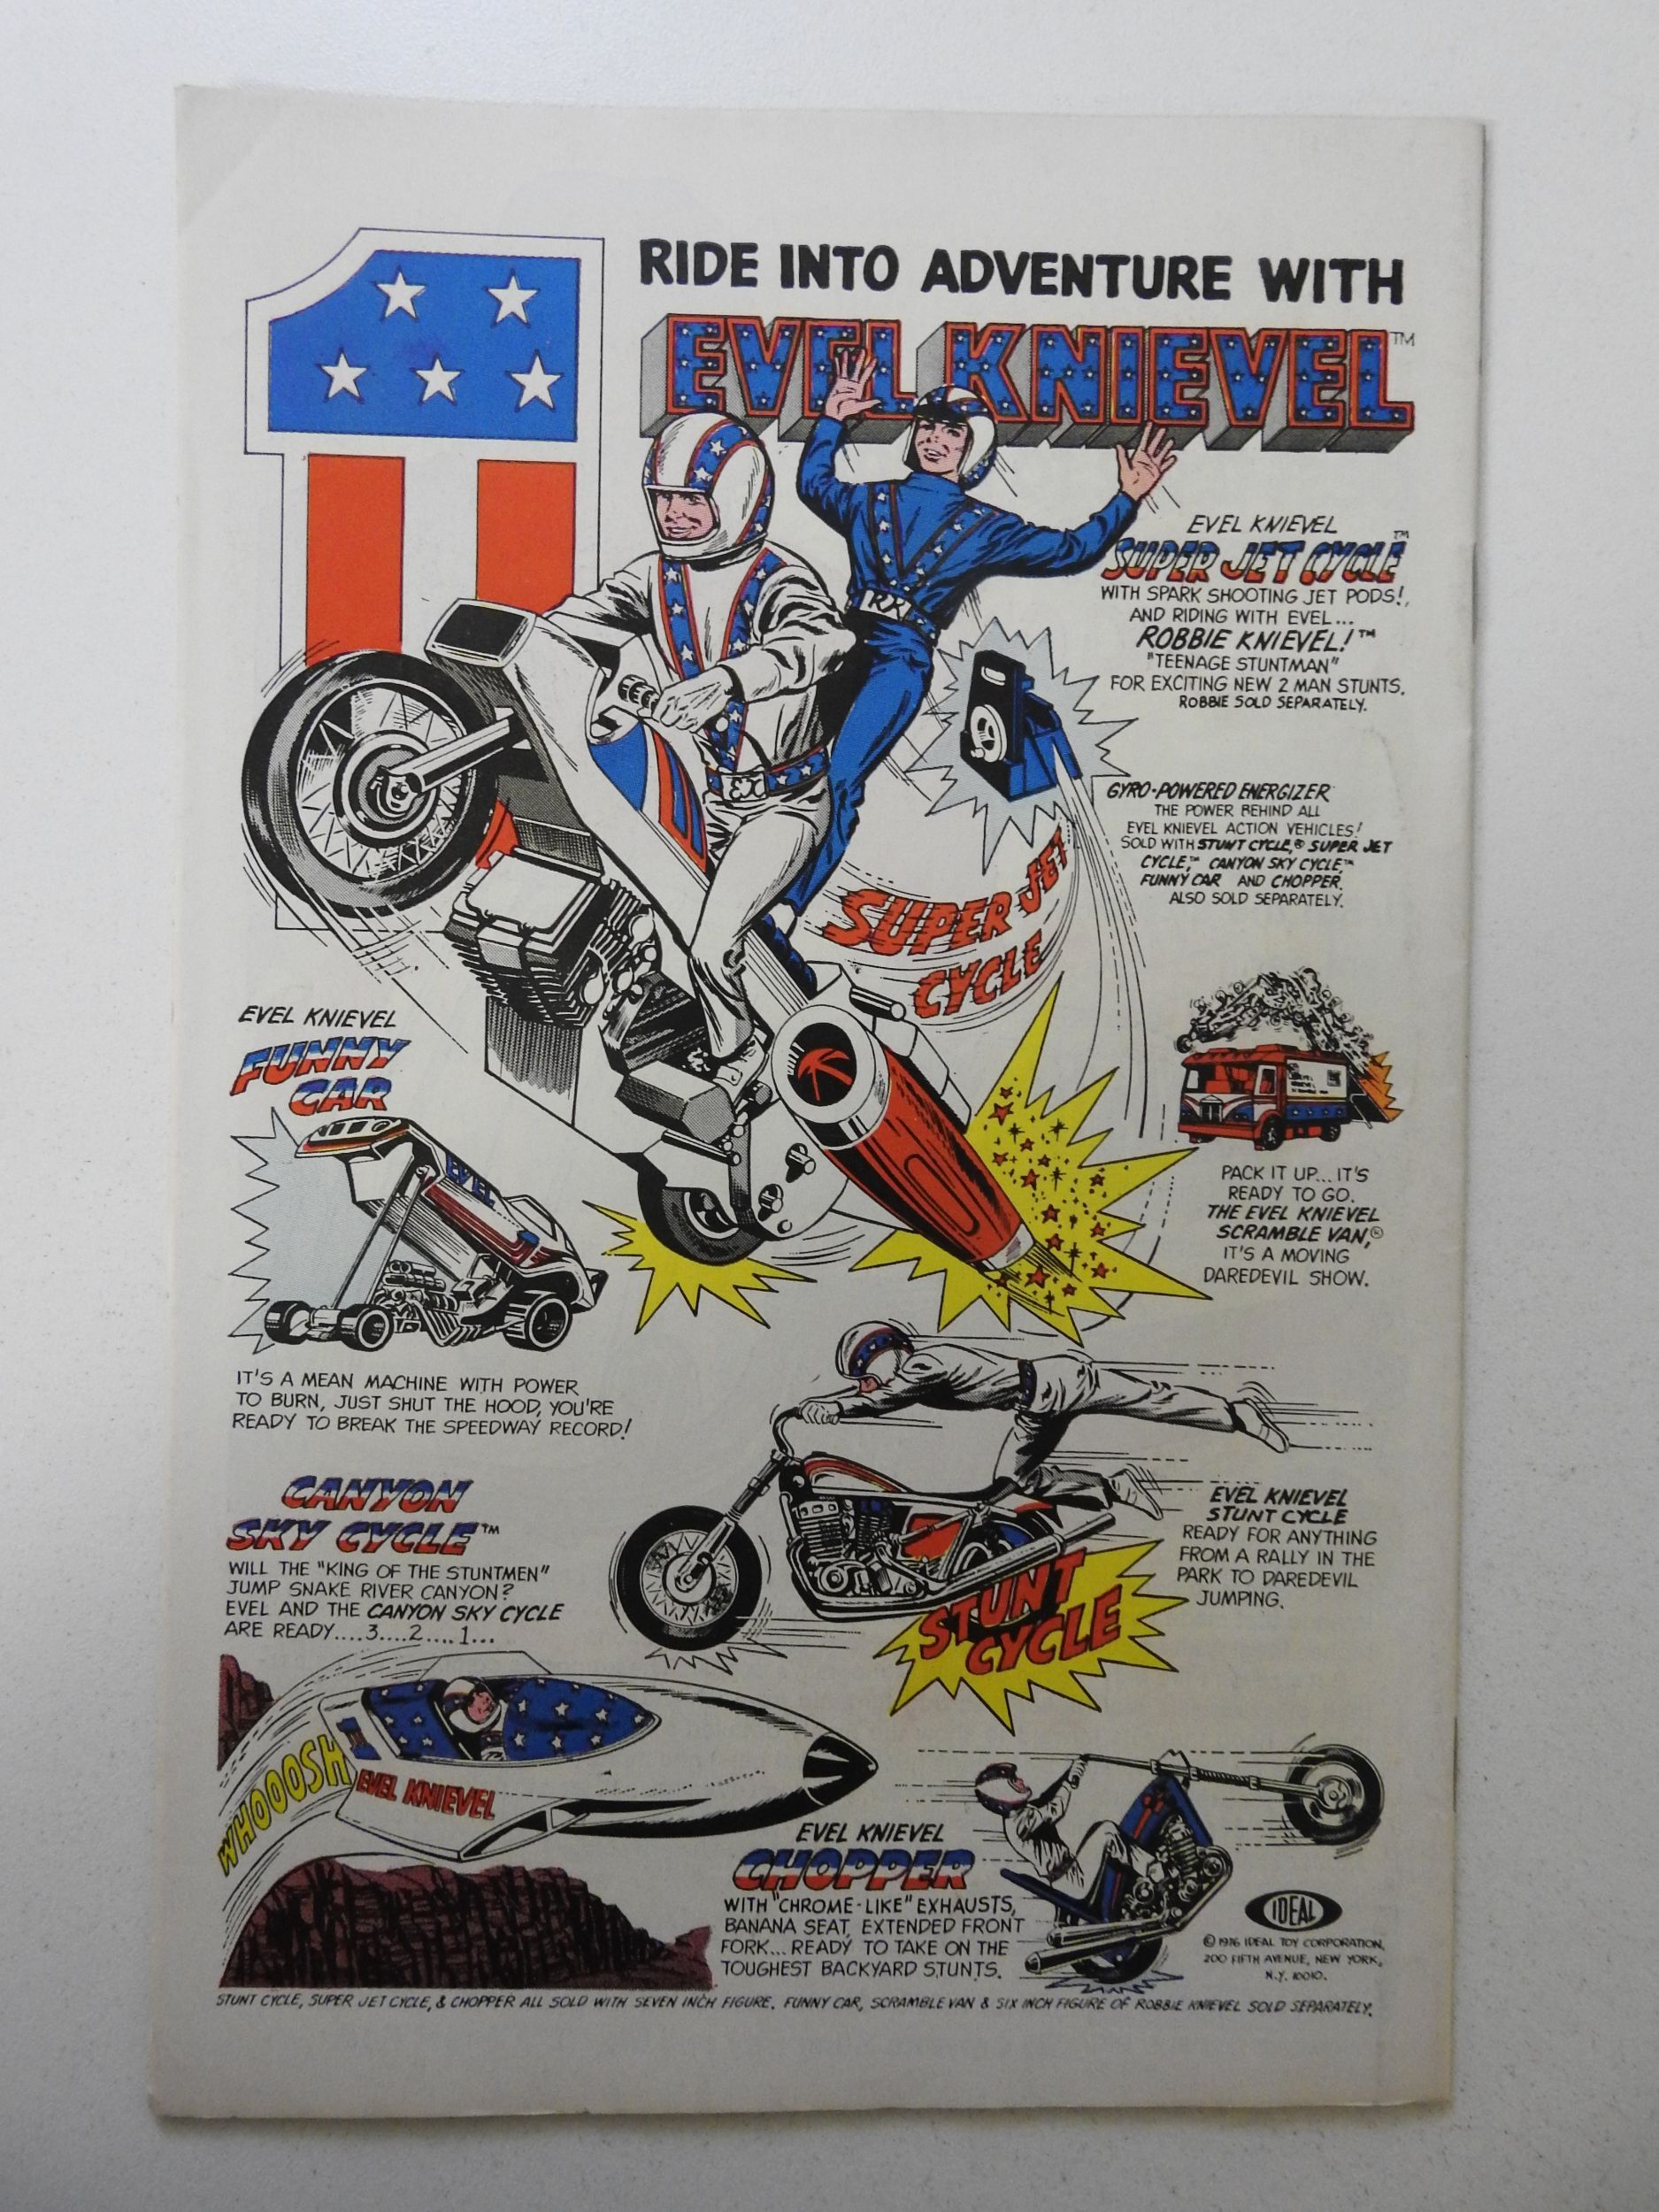 RIDE INTO ADVENTURE WITH
EVEL KNIEVEL™
EVEL KNIEVEL
SUPER JET CYCLE™
WITH SPARK SHOOTING JET PODS!,
AND RIDING WITH EVEL...
ROBBIE KNIEVEL!™
"TEENAGE STUNTMAN"
FOR EXCITING NEW 2 MAN STUNTS.
ROBBIE SOLD SEPARATELY.
GYRO-POWERED ENERGIZER
THE POWER BEHIND ALL
EVEL KNIEVEL ACTION VEHICLES!
SOLD WITH STUNT CYCLE,® SUPER JET
CYCLE,™ CANYON SKY CYCLE,™
FUNNY CAR AND CHOPPER.
ALSO SOLD SEPARATELY.
SUPER JET
CYCLE
EVEL KNIEVEL
FUNNY
CAR
EVEL
IT'S A MEAN MACHINE WITH POWER
TO BURN, JUST SHUT THE HOOD, YOU'RE
READY TO BREAK THE SPEEDWAY RECORD!
PACK IT UP... IT'S
READY TO GO.
THE EVEL KNIEVEL
SCRAMBLE VAN,®
IT'S A MOVING
DAREDEVIL SHOW.
CANYON
SKY CYCLE™
WILL THE "KING OF THE STUNTMEN"
JUMP SNAKE RIVER CANYON?
EVEL AND THE CANYON SKY CYCLE
ARE READY....3....2....1...
EVEL KNIEVEL
STUNT CYCLE
READY FOR ANYTHING
FROM A RALLY IN THE
PARK TO DAREDEVIL
JUMPING.
STUNT
CYCLE
WHOOOSH
EVEL KNIEVEL
EVEL KNIEVEL
CHOPPER
WITH "CHROME-LIKE" EXHAUSTS,
BANANA SEAT, EXTENDED FRONT
FORK... READY TO TAKE ON THE
TOUGHEST BACKYARD STUNTS.
IDEAL
© 1976 IDEAL TOY CORPORATION,
200 FIFTH AVENUE, NEW YORK,
N.Y. 10010.
STUNT CYCLE, SUPER JET CYCLE, & CHOPPER ALL SOLD WITH SEVEN INCH FIGURE. FUNNY CAR, SCRAMBLE VAN & SIX INCH FIGURE OF ROBBIE KNIEVEL SOLD SEPARATELY.